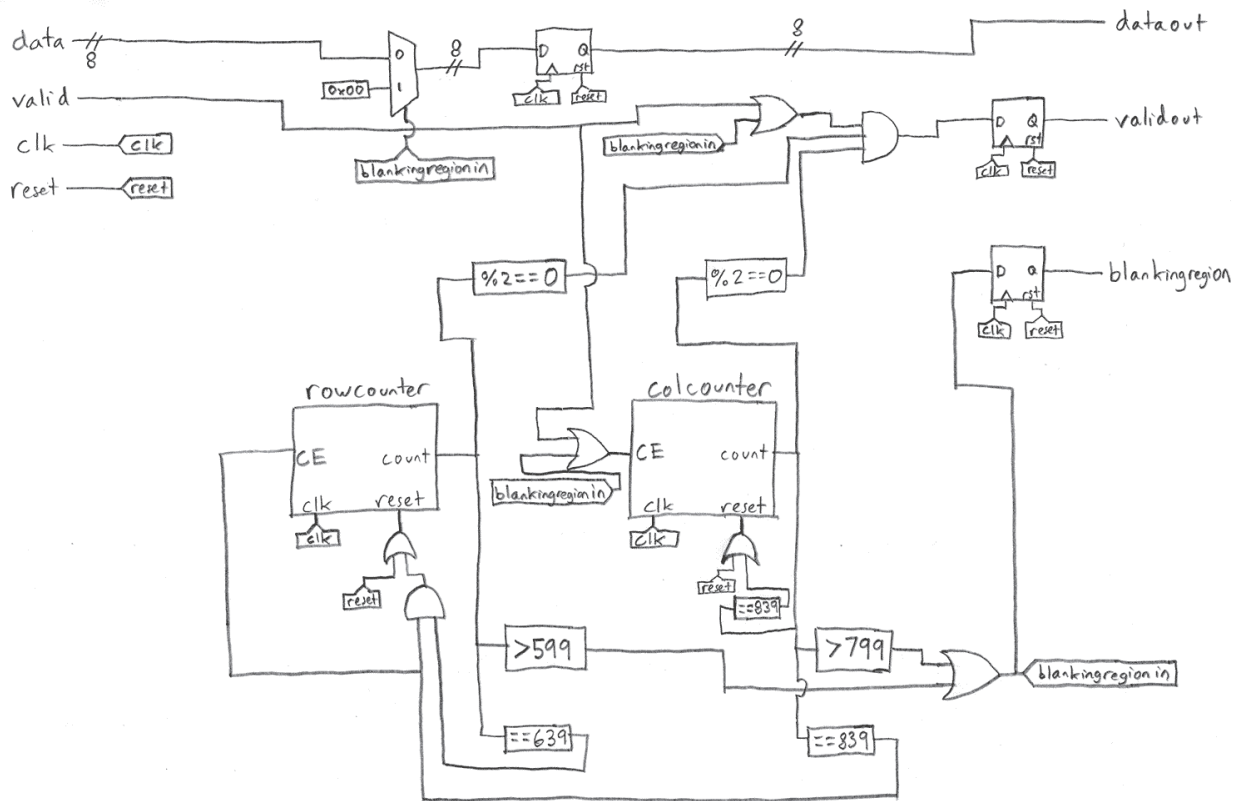 data
8
0
1
0x00
8
D Q
rst
clk
reset
8
dataout
valid
clk
clk
reset
reset
blankingregionin
blankingregionin
D Q
rst
clk
reset
validout
%2==0
%2==0
D Q
rst
clk
reset
blankingregion
rowcounter
CE
count
clk
reset
clk
reset
blankingregionin
colcounter
CE
count
clk
reset
clk
reset
==839
>599
>799
blankingregionin
==639
==839